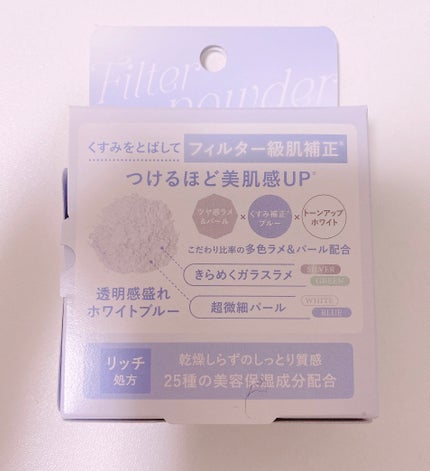 Filter
powder
くすみをとばして フィルター級肌補正*
つけるほど美肌感UP*
ツヤ感ラメ
&パール
×
くすみ補正*
ブルー
×
トーンアップ
ホワイト
こだわり比率の多色ラメ&パール配合
きらめくガラスラメ SILVER GREEN
透明感盛れ
ホワイトブルー
超微細パール WHITE BLUE
リッチ
処方
乾燥しらずのしっとり質感
25種の美容保湿成分配合